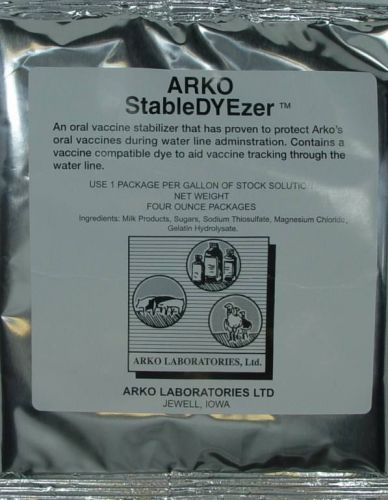 ARKO
StableDYEzer ™
An oral vaccine stabilizer that has proven to protect Arko's
oral vaccines during water line adminstration. Contains a
vaccine compatible dye to aid vaccine tracking through the
water line.
USE 1 PACKAGE PER GALLON OF STOCK SOLUTION
NET WEIGHT
FOUR OUNCE PACKAGES
Ingredients: Milk Products, Sugars, Sodium Thiosulfate, Magnesium Chloride,
Gelatin Hydrolysate.
ARKO LABORATORIES, Ltd.
ARKO LABORATORIES LTD
JEWELL, IOWA